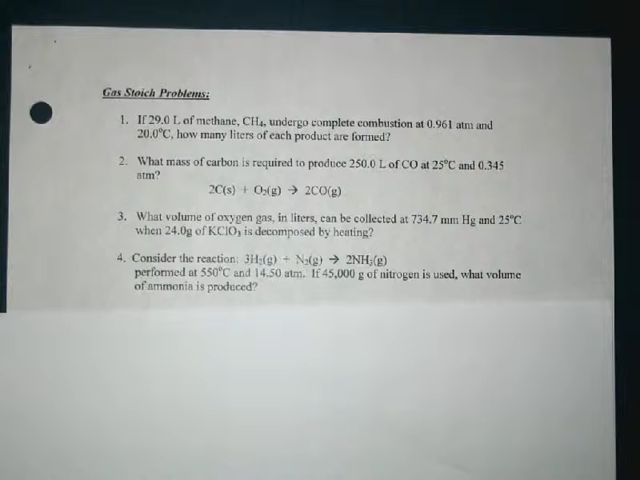 Gas Stoich Problems:
1. If 29.0 L of methane, CH₄, undergo complete combustion at 0.961 atm and
20.0°C, how many liters of each product are formed?
2. What mass of carbon is required to produce 250.0 L of CO at 25°C and 0.345
atm?
2C(s) + O₂(g) → 2CO(g)
3. What volume of oxygen gas, in liters, can be collected at 734.7 mm Hg and 25°C
when 24.0g of KClO₃ is decomposed by heating?
4. Consider the reaction: 3H₂(g) + N₂(g) → 2NH₃(g)
performed at 550°C and 14.50 atm. If 45,000 g of nitrogen is used, what volume
of ammonia is produced?